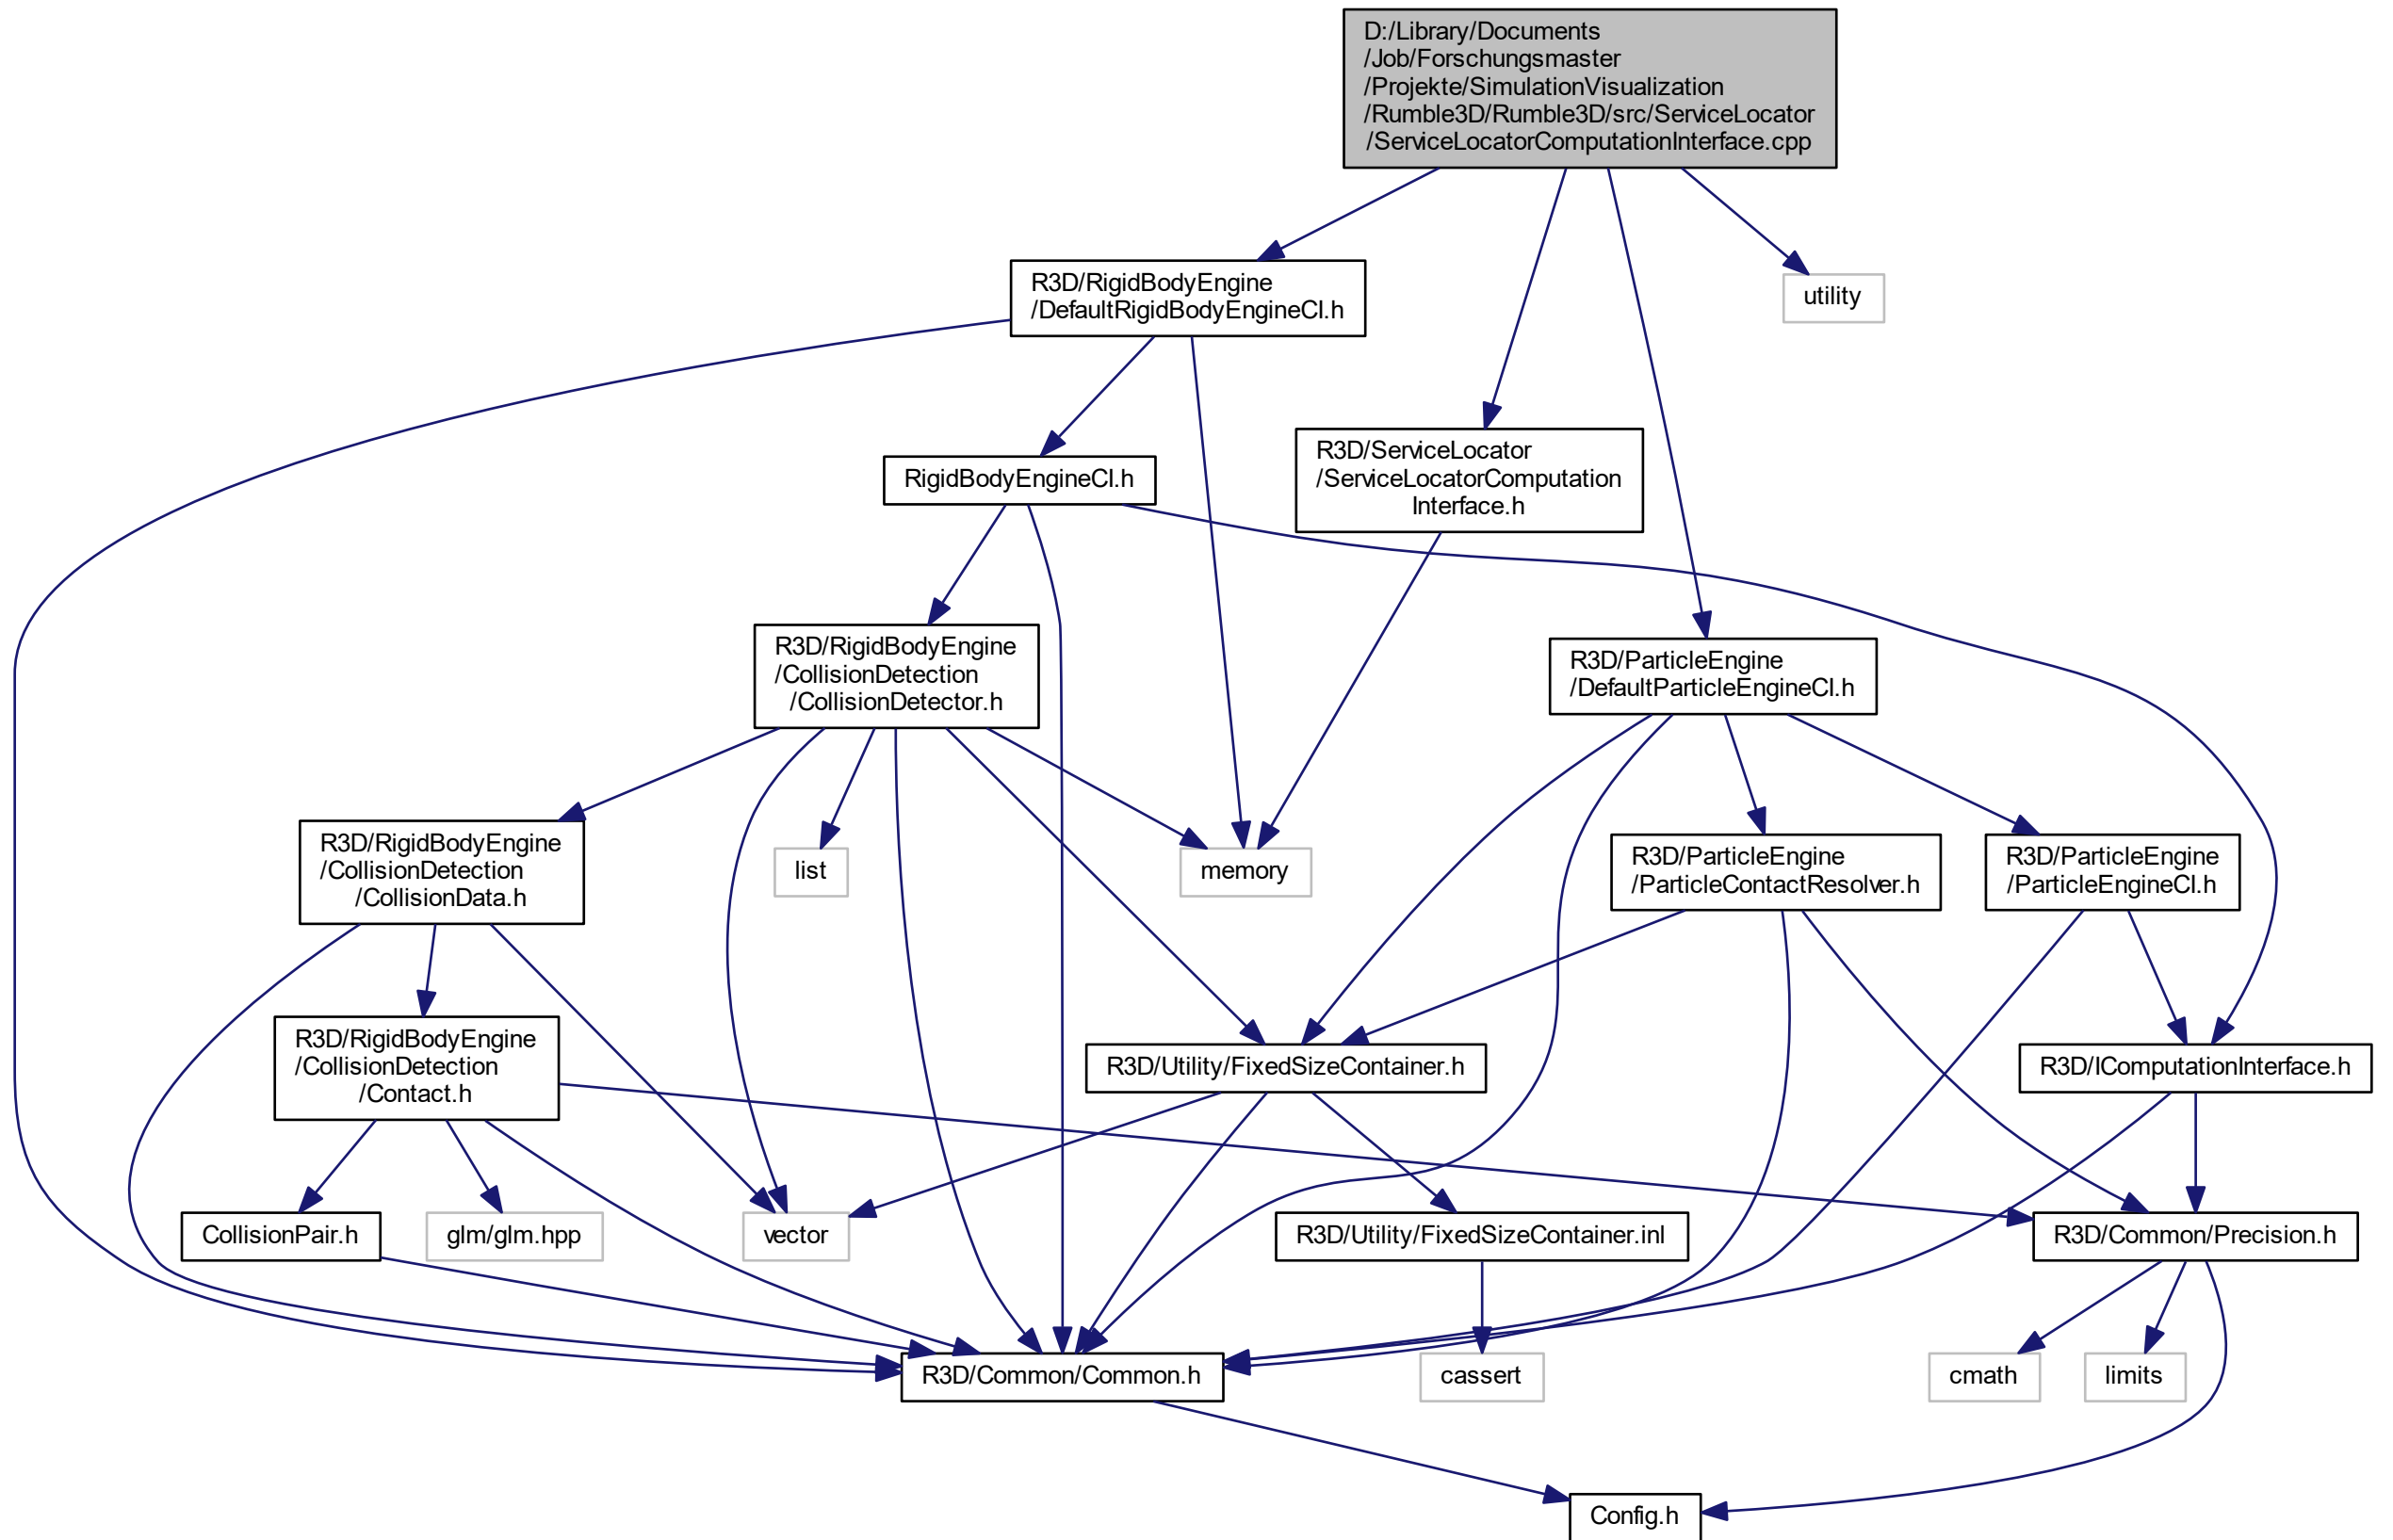 D:/Library/Documents
/Job/Forschungsmaster
/Projekte/SimulationVisualization
/Rumble3D/Rumble3D/src/ServiceLocator
/ServiceLocatorComputationInterface.cpp
R3D/RigidBodyEngine
/DefaultRigidBodyEngineCI.h
utility
R3D/ServiceLocator
/ServiceLocatorComputation
Interface.h
RigidBodyEngineCI.h
R3D/RigidBodyEngine
/CollisionDetection
/CollisionDetector.h
R3D/ParticleEngine
/DefaultParticleEngineCI.h
R3D/RigidBodyEngine
/CollisionDetection
/CollisionData.h
list
memory
R3D/ParticleEngine
/ParticleContactResolver.h
R3D/ParticleEngine
/ParticleEngineCI.h
R3D/RigidBodyEngine
/CollisionDetection
/Contact.h
R3D/Utility/FixedSizeContainer.h
R3D/IComputationInterface.h
CollisionPair.h
glm/glm.hpp
vector
R3D/Utility/FixedSizeContainer.inl
R3D/Common/Precision.h
R3D/Common/Common.h
cassert
cmath
limits
Config.h